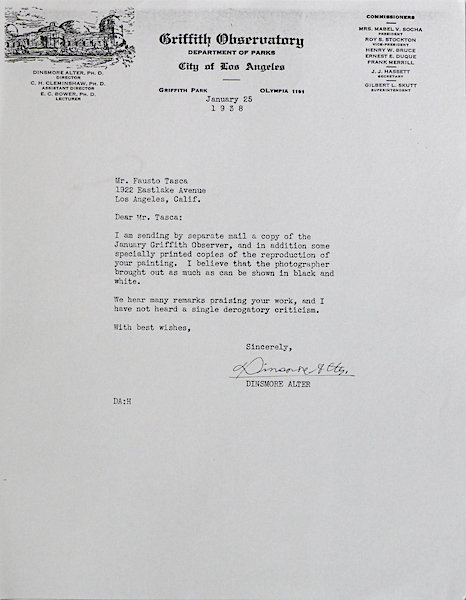 Griffith Observatory
DEPARTMENT OF PARKS
City of Los Angeles
GRIFFITH PARK OLYMPIA 1191
DINSMORE ALTER, PH. D.
DIRECTOR
C. H. CLEMINSHAW, PH. D.
ASSISTANT DIRECTOR
E. C. BOWER, PH. D.
LECTURER
COMMISSIONERS
MRS. MABEL V. SOCHA
PRESIDENT
ROY S. STOCKTON
VICE-PRESIDENT
HENRY W. BRUCE
ERNEST E. DUQUE
FRANK MERRILL
J. J. HASSETT
SECRETARY
GILBERT L. SKUTT
SUPERINTENDENT
January 25
1938
Mr. Fausto Tasca
1922 Eastlake Avenue
Los Angeles, Calif.
Dear Mr. Tasca:
I am sending by separate mail a copy of the
January Griffith Observer, and in addition some
specially printed copies of the reproduction of
your painting. I believe that the photographer
brought out as much as can be shown in black and
white.
We hear many remarks praising your work, and I
have not heard a single derogatory criticism.
With best wishes,
Sincerely,
Dinsmore Alter
DINSMORE ALTER
DA:H